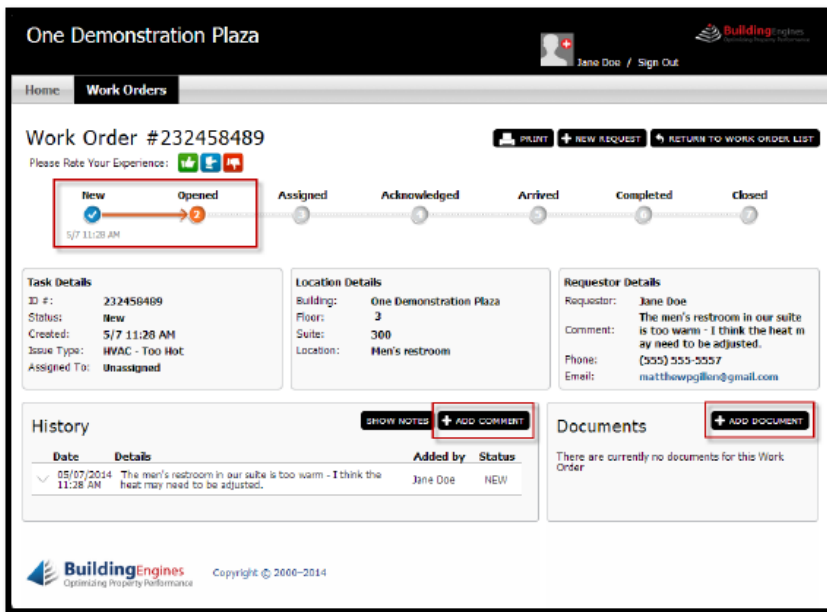 One Demonstration Plaza
BuildingEngines
Optimizing Property Performance
Jane Doe / Sign Out
Home Work Orders
Work Order #232458489
PRINT + NEW REQUEST RETURN TO WORK ORDER LIST
Please Rate Your Experience:
New Opened Assigned Acknowledged Arrived Completed Closed
2 3 4 5 6 7
5/7 11:28 AM
Task Details
ID #: 232458489
Status: New
Created: 5/7 11:28 AM
Issue Type: HVAC - Too Hot
Assigned To: Unassigned
Location Details
Building: One Demonstration Plaza
Floor: 3
Suite: 300
Location: Men's restroom
Requestor Details
Requestor: Jane Doe
Comment: The men's restroom in our suite
is too warm - I think the heat m
ay need to be adjusted.
Phone: (555) 555-5557
Email: matthewpgillen@gmail.com
History
SHOW NOTES + ADD COMMENT
Date Details Added by Status
05/07/2014 The men's restroom in our suite is too warm - I think the
11:28 AM heat may need to be adjusted. Jane Doe NEW
Documents
+ ADD DOCUMENT
There are currently no documents for this Work
Order
BuildingEngines
Optimizing Property Performance
Copyright © 2000-2014